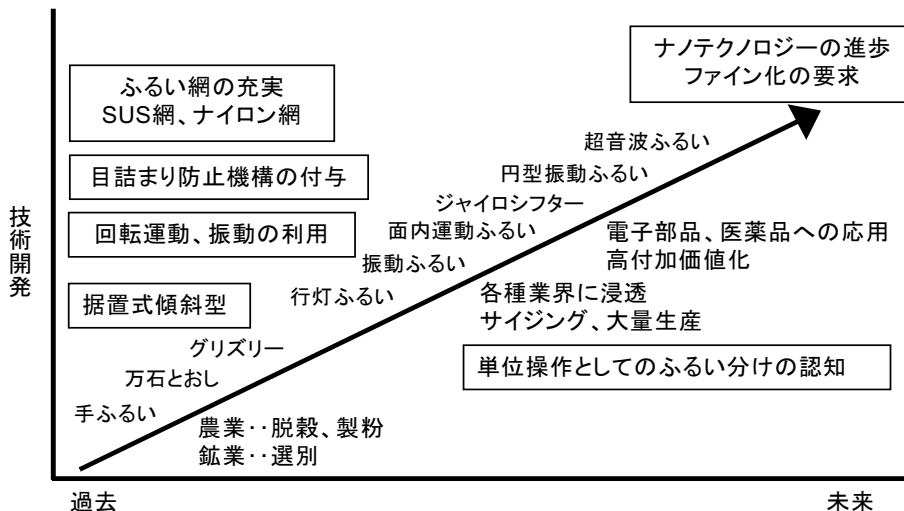 ナノテクノロジーの進歩
ファイン化の要求
ふるい網の充実
SUS網、ナイロン網
超音波ふるい
目詰まり防止機構の付与
円型振動ふるい
ジャイロシフター
回転運動、振動の利用
面内運動ふるい
電子部品、医薬品への応用
高付加価値化
振動ふるい
技術開発
据置式傾斜型
行灯ふるい
各種業界に浸透
サイジング、大量生産
グリズリー
単位操作としてのふるい分けの認知
万石とおし
手ふるい
農業‥脱穀、製粉
鉱業‥選別
過去
未来